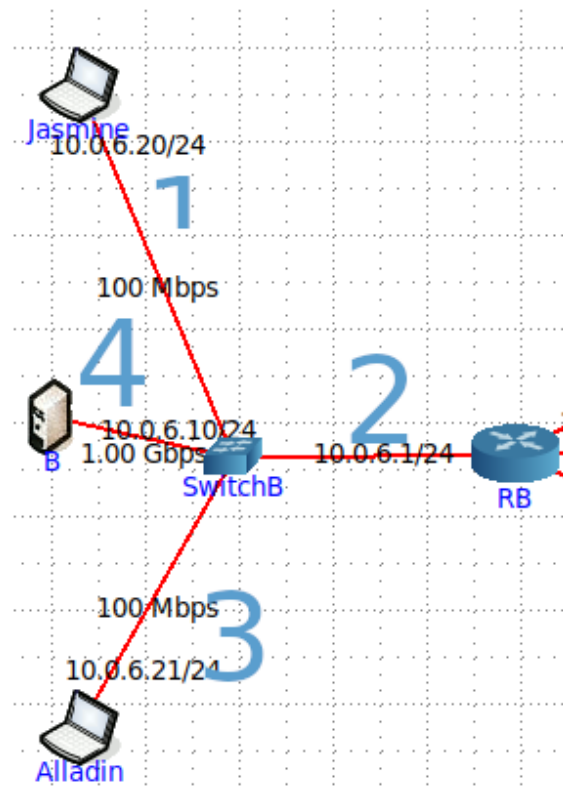 Jasmine
10.0.6.20/24
1
100 Mbps
4
2
10.0.6.10/24
B
1.00 Gbps
10.0.6.1/24
SwitchB
RB
100 Mbps
3
10.0.6.21/24
Alladin